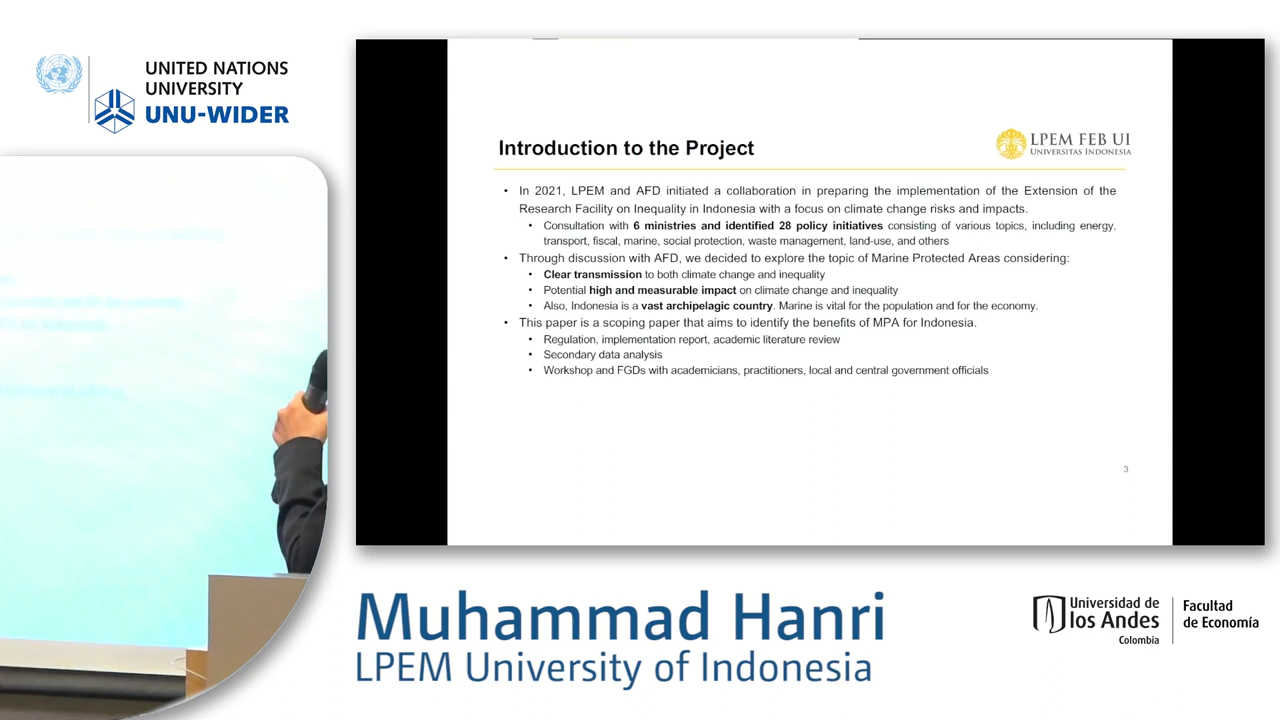 UNITED NATIONS
UNIVERSITY
UNU-WIDER
Introduction to the Project
LPEM FEB UI
UNIVERSITAS INDONESIA
• In 2021, LPEM and AFD initiated a collaboration in preparing the implementation of the Extension of the
Research Facility on Inequality in Indonesia with a focus on climate change risks and impacts.
• Consultation with 6 ministries and identified 28 policy initiatives consisting of various topics, including energy,
transport, fiscal, marine, social protection, waste management, land-use, and others
• Through discussion with AFD, we decided to explore the topic of Marine Protected Areas considering:
• Clear transmission to both climate change and inequality
• Potential high and measurable impact on climate change and inequality
• Also, Indonesia is a vast archipelagic country. Marine is vital for the population and for the economy.
• This paper is a scoping paper that aims to identify the benefits of MPA for Indonesia.
• Regulation, implementation report, academic literature review
• Secondary data analysis
• Workshop and FGDs with academicians, practitioners, local and central government officials
3
Muhammad Hanri
LPEM University of Indonesia
Universidad de
los Andes
Colombia
Facultad
de Economía